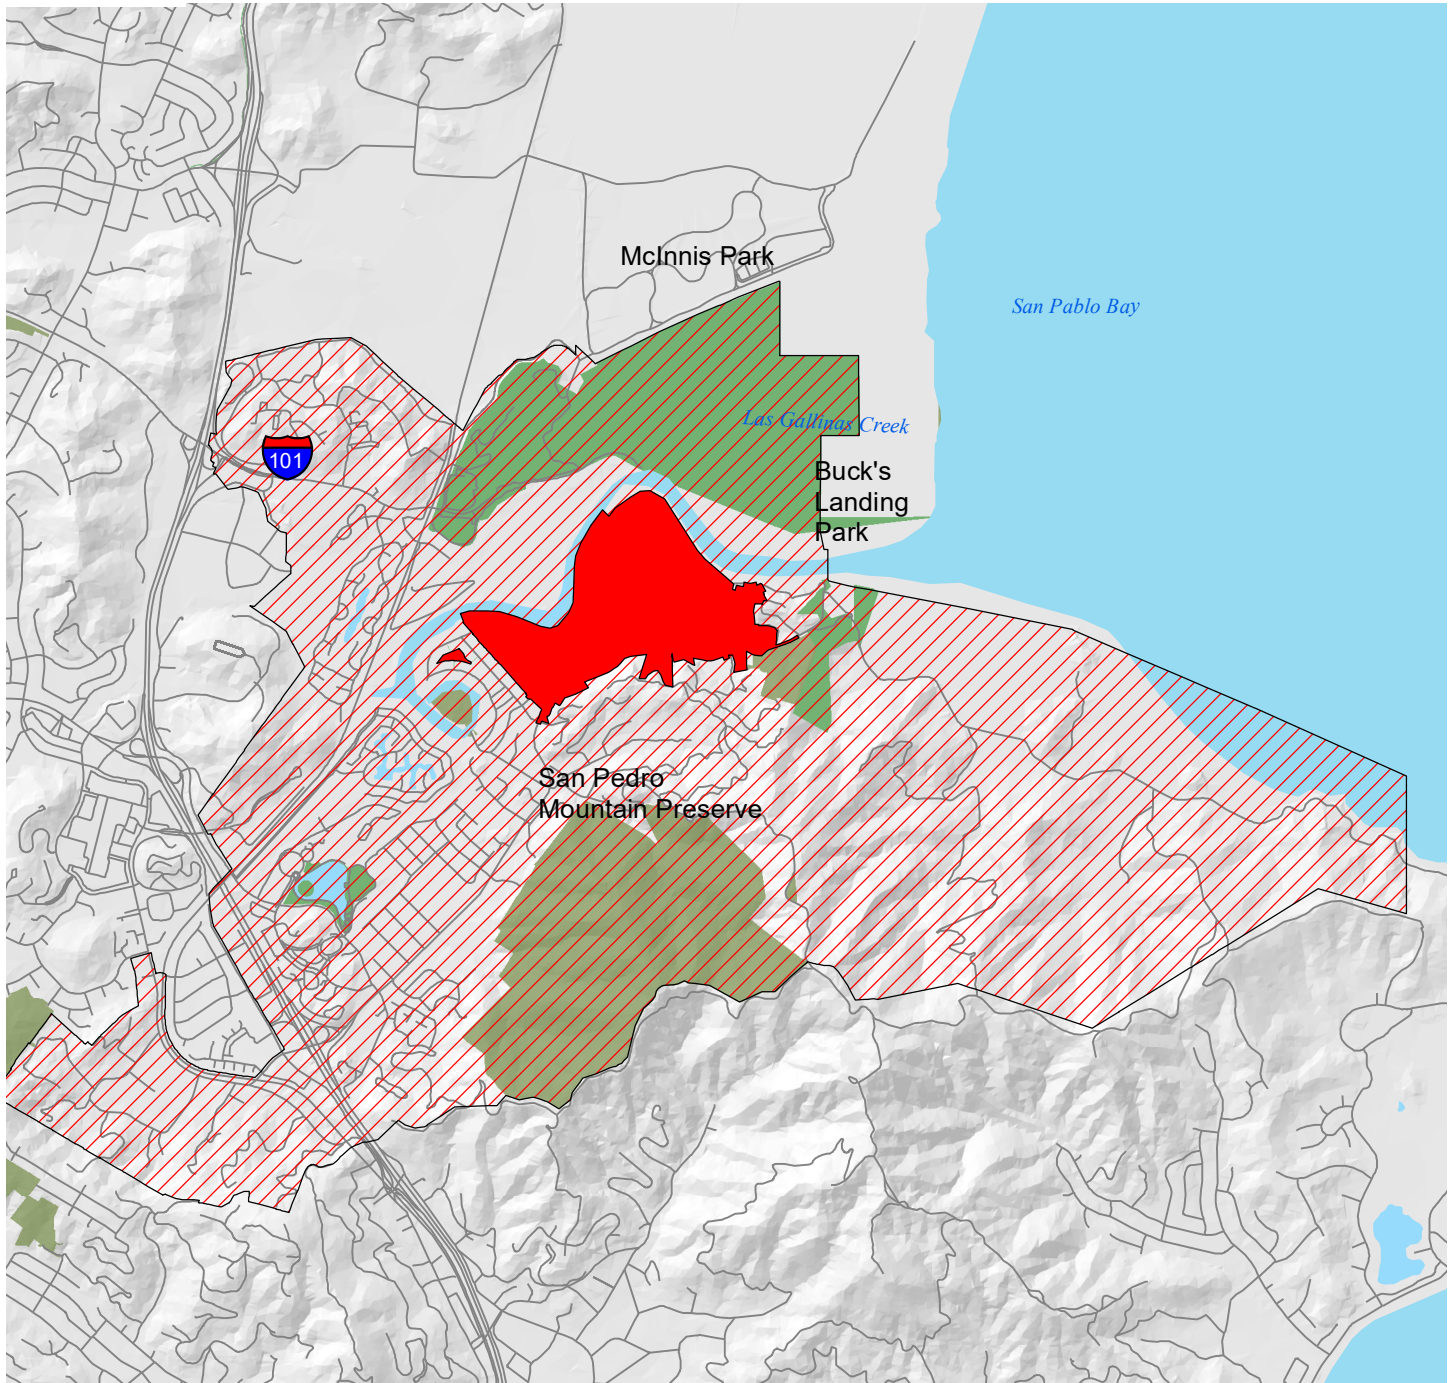 McInnis Park
San Pablo Bay
Las Gallinas Creek
101
Buck's
Landing
Park
San Pedro
Mountain Preserve